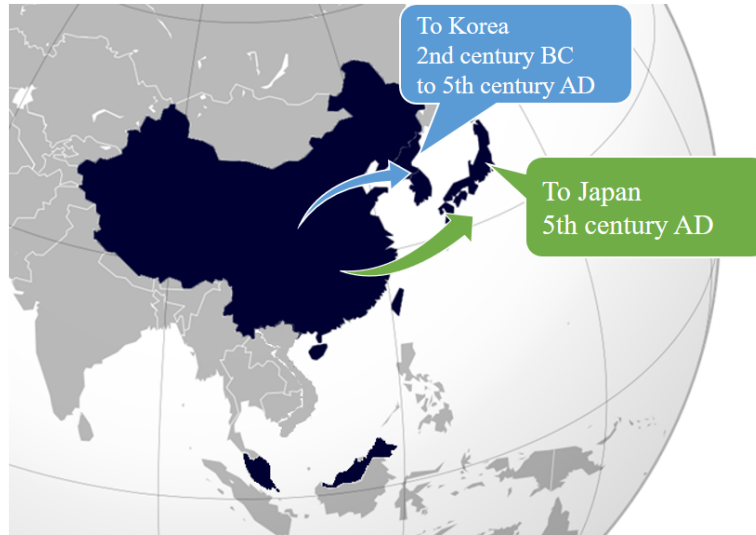 To Korea
2nd century BC
to 5th century AD
To Japan
5th century AD